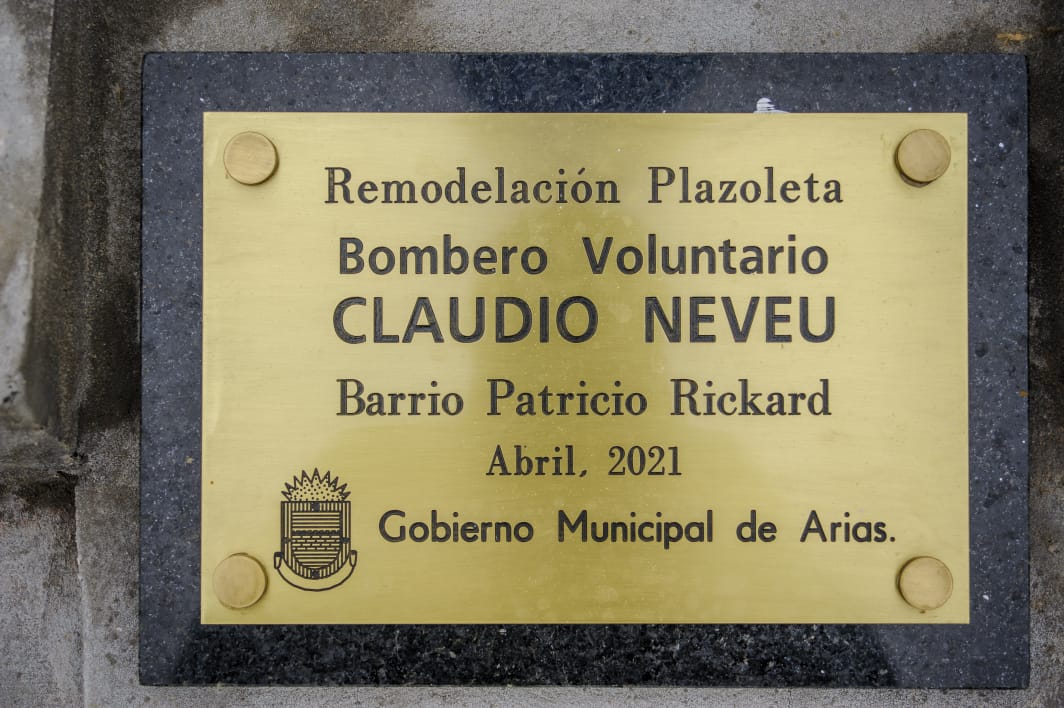 Remodelación Plazoleta
Bombero Voluntario
CLAUDIO NEVEU
Barrio Patricio Rickard
Abril, 2021
Gobierno Municipal de Arias.